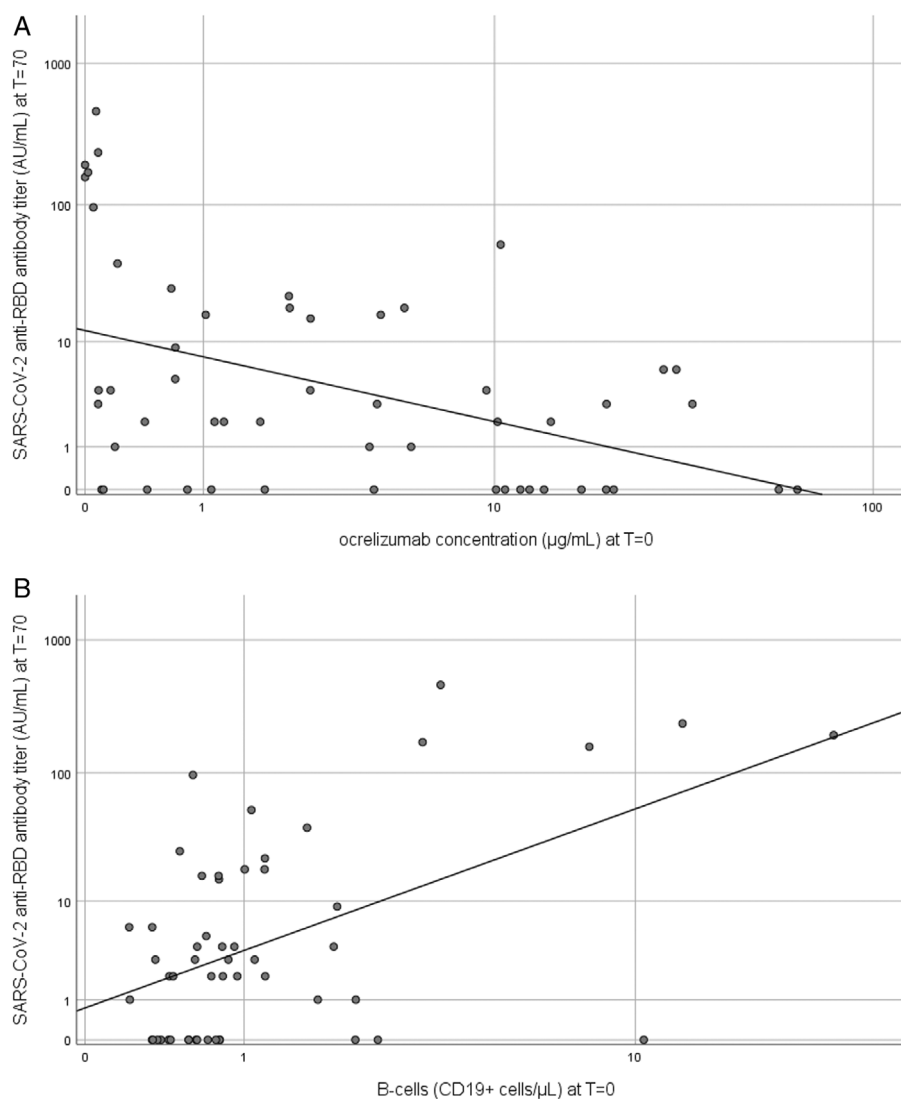 A
SARS-CoV-2 anti-RBD antibody titer (AU/mL) at T=70
1000
100
10
1
0
0
1
10
100
ocrelizumab concentration (µg/mL) at T=0
B
SARS-CoV-2 anti-RBD antibody titer (AU/mL) at T=70
1000
100
10
1
0
0
1
10
B-cells (CD19+ cells/µL) at T=0